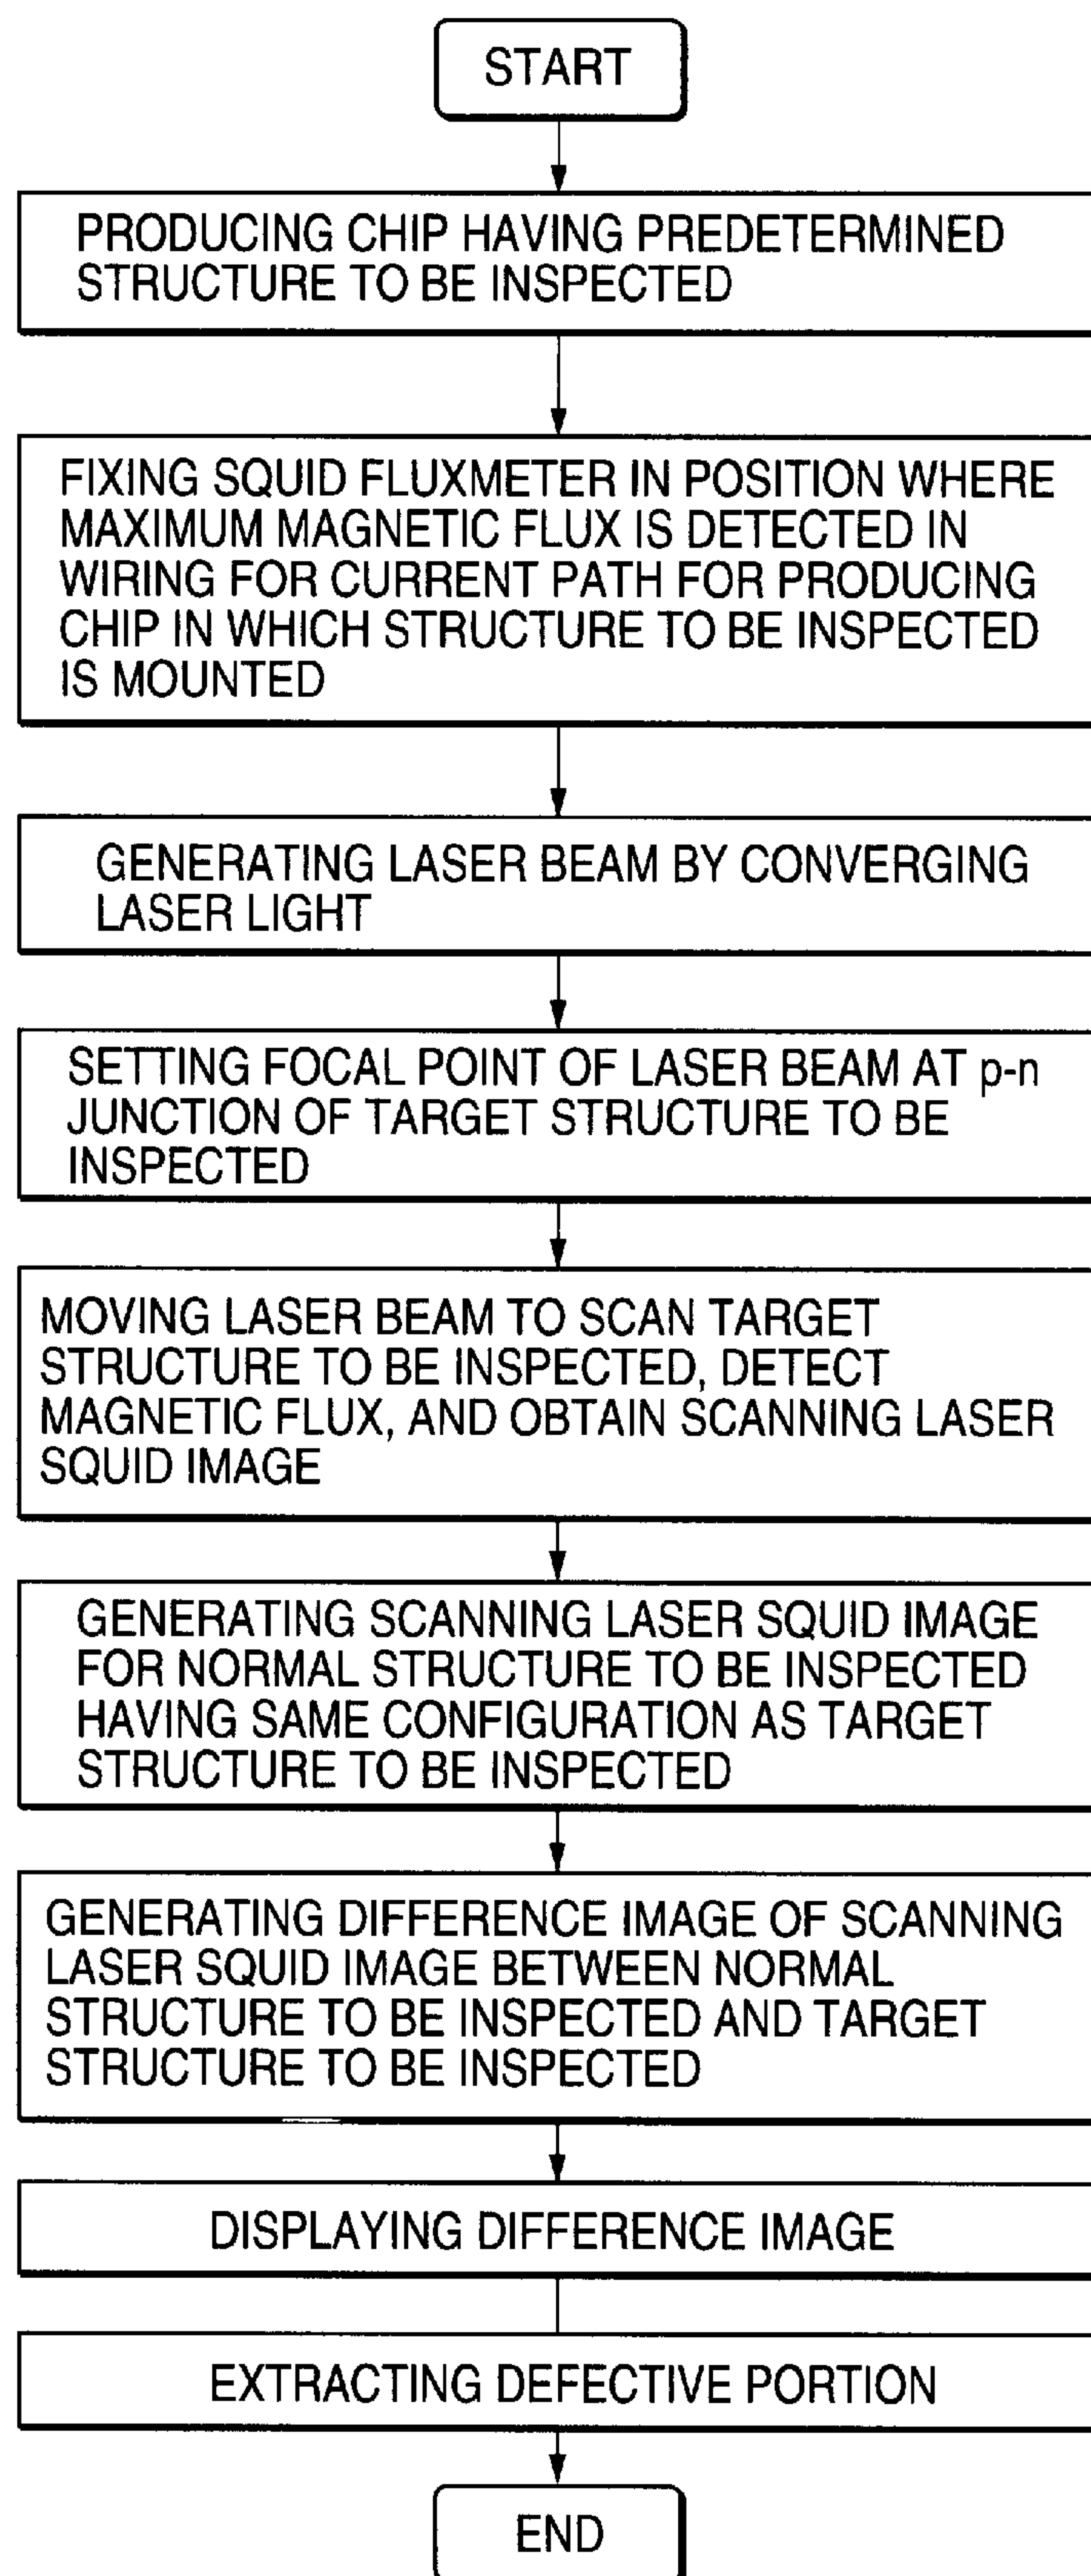 START
PRODUCING CHIP HAVING PREDETERMINED
STRUCTURE TO BE INSPECTED
FIXING SQUID FLUXMETER IN POSITION WHERE
MAXIMUM MAGNETIC FLUX IS DETECTED IN
WIRING FOR CURRENT PATH FOR PRODUCING
CHIP IN WHICH STRUCTURE TO BE INSPECTED
IS MOUNTED
GENERATING LASER BEAM BY CONVERGING
LASER LIGHT
SETTING FOCAL POINT OF LASER BEAM AT p-n
JUNCTION OF TARGET STRUCTURE TO BE
INSPECTED
MOVING LASER BEAM TO SCAN TARGET
STRUCTURE TO BE INSPECTED, DETECT
MAGNETIC FLUX, AND OBTAIN SCANNING LASER
SQUID IMAGE
GENERATING SCANNING LASER SQUID IMAGE
FOR NORMAL STRUCTURE TO BE INSPECTED
HAVING SAME CONFIGURATION AS TARGET
STRUCTURE TO BE INSPECTED
GENERATING DIFFERENCE IMAGE OF SCANNING
LASER SQUID IMAGE BETWEEN NORMAL
STRUCTURE TO BE INSPECTED AND TARGET
STRUCTURE TO BE INSPECTED
DISPLAYING DIFFERENCE IMAGE
EXTRACTING DEFECTIVE PORTION
END